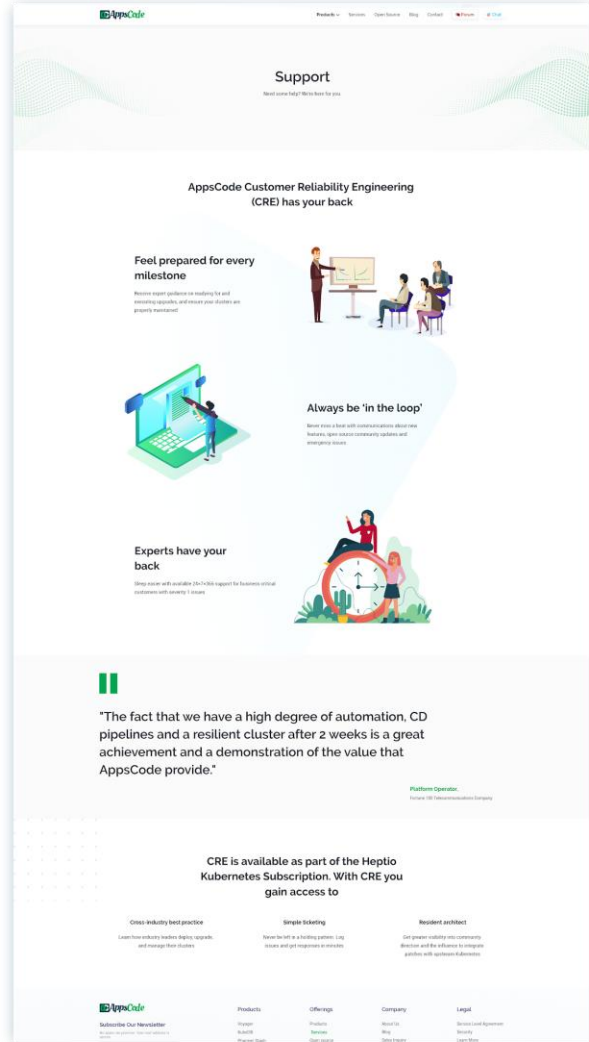 AppsCode
Products Services Open Source Blog Contact Forum Chat
Support
Need some help? We're here for you
AppsCode Customer Reliability Engineering
(CRE) has your back
Feel prepared for every
milestone
Receive expert guidance on readying for and
executing upgrades, and ensure your clusters are
properly maintained
Always be 'in the loop'
Never miss a beat with communications about new
features, open source community updates and
emergency issues
Experts have your
back
Sleep easier with available 24×7×365 support for business critical
customers with severity 1 issues
"The fact that we have a high degree of automation, CD
pipelines and a resilient cluster after 2 weeks is a great
achievement and a demonstration of the value that
AppsCode provide."
Platform Operator,
Fortune 100 Telecommunications Company
CRE is available as part of the Heptio
Kubernetes Subscription. With CRE you
gain access to
Cross-industry best practice
Learn how industry leaders deploy, upgrade,
and manage their clusters
Simple ticketing
Never be left in a holding pattern. Log
issues and get responses in minutes
Resident architect
Get greater visibility into community
direction and the influence to integrate
patches with upstream Kubernetes
AppsCode
Subscribe Our Newsletter
Products
Voyager
KubeDB
Offerings
Products
Services
Open source
Company
About Us
Blog
Legal
Service Level Agreement
Security
Learn More